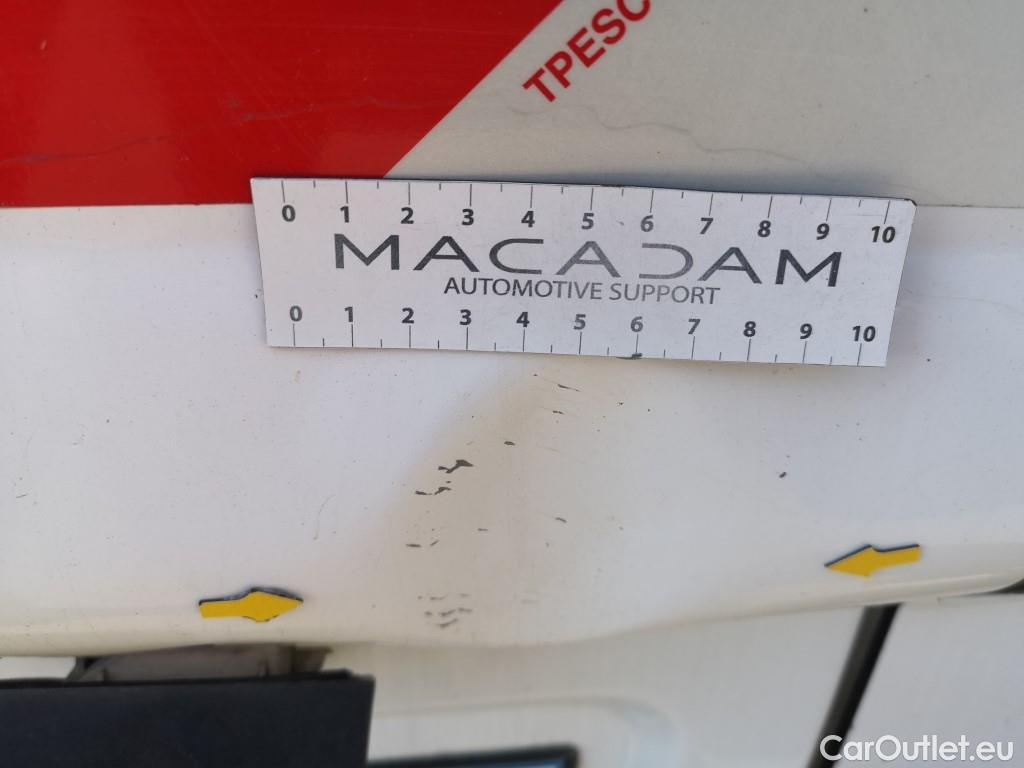 TPESC
0 1 2 3 4 5 6 7 8 9 10
MACADAM
AUTOMOTIVE SUPPORT
0 1 2 3 4 5 6 7 8 9 10
CarOutlet.eu